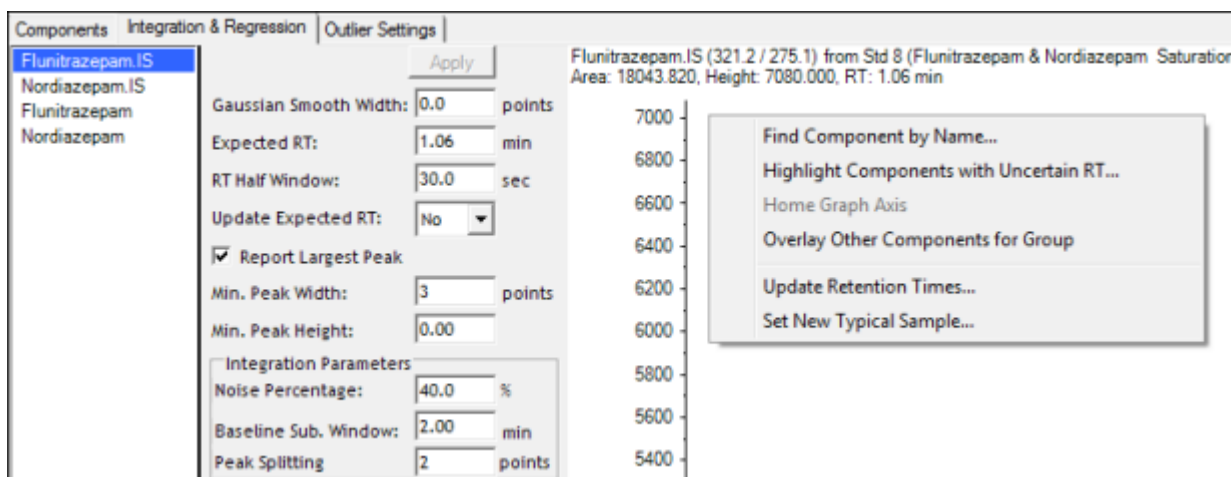 Components Integration & Regression Outlier Settings
Flunitrazepam.IS
Nordiazepam.IS
Flunitrazepam
Nordiazepam
Apply
Gaussian Smooth Width: 0.0 points
Expected RT: 1.06 min
RT Half Window: 30.0 sec
Update Expected RT: No
Report Largest Peak
Min. Peak Width: 3 points
Min. Peak Height: 0.00
Integration Parameters
Noise Percentage: 40.0 %
Baseline Sub. Window: 2.00 min
Peak Splitting 2 points
Flunitrazepam.IS (321.2 / 275.1) from Std 8 (Flunitrazepam & Nordiazepam Saturation
Area: 18043.820, Height: 7080.000, RT: 1.06 min
7000
6800
6600
6400
6200
6000
5800
5600
5400
Find Component by Name...
Highlight Components with Uncertain RT...
Home Graph Axis
Overlay Other Components for Group
Update Retention Times...
Set New Typical Sample...